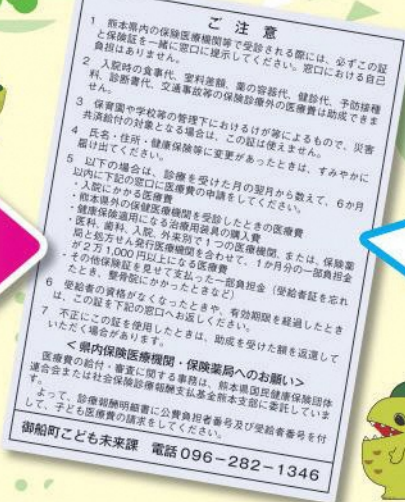 ご注意
1 熊本県内の保険医療機関等で受診される際には、必ずこの証
と保険証を一緒に窓口に提示してください。窓口における自己
負担はありません。
2 入院時の食事代、室料差額、薬の容器代、健診代、予防接種
料、診断書代、交通事故等の保険診療外の医療費は助成できま
せん。
3 保育園や学校等の管理下におけるけが等によるもので、災害
共済給付の対象となる場合は、この証は使えません。
4 氏名・住所・健康保険等に変更があったときは、すみやかに
届け出てください。
5 以下の場合は、診療を受けた月の翌月から数えて、6か月
以内に下記の窓口に医療費の申請をしてください。
・入院にかかる医療費
・熊本県外の保健医療機関を受診したときの医療費
・健康保険適用になる治療用装具の購入費
・医科、歯科、入院、外来別で1つの医療機関、または、保険薬
局と処方せん発行医療機関を合わせて、1か月分の一部負担金
が2万1,000円以上になる医療費
・その他保険証を見せて支払った一部負担金（受給者証を忘れ
たとき、整骨院にかかったときなど）
6 受給者の資格がなくなったときや、有効期限を経過したとき
は、この証を下記の窓口へお返しください。
7 不正にこの証を使用したときは、助成を受けた額を返還して
いただく場合があります。
＜県内保険医療機関・保険薬局へのお願い＞
医療費の給付・審査に関する事務は、熊本県国民健康保険団体
連合会または社会保険診療報酬支払基金熊本支部に委託していま
す。
よって、診療報酬明細書に公費負担者番号及び受給者番号を付
して、子ども医療費の請求をしてください。
御船町こども未来課 電話096-282-1346